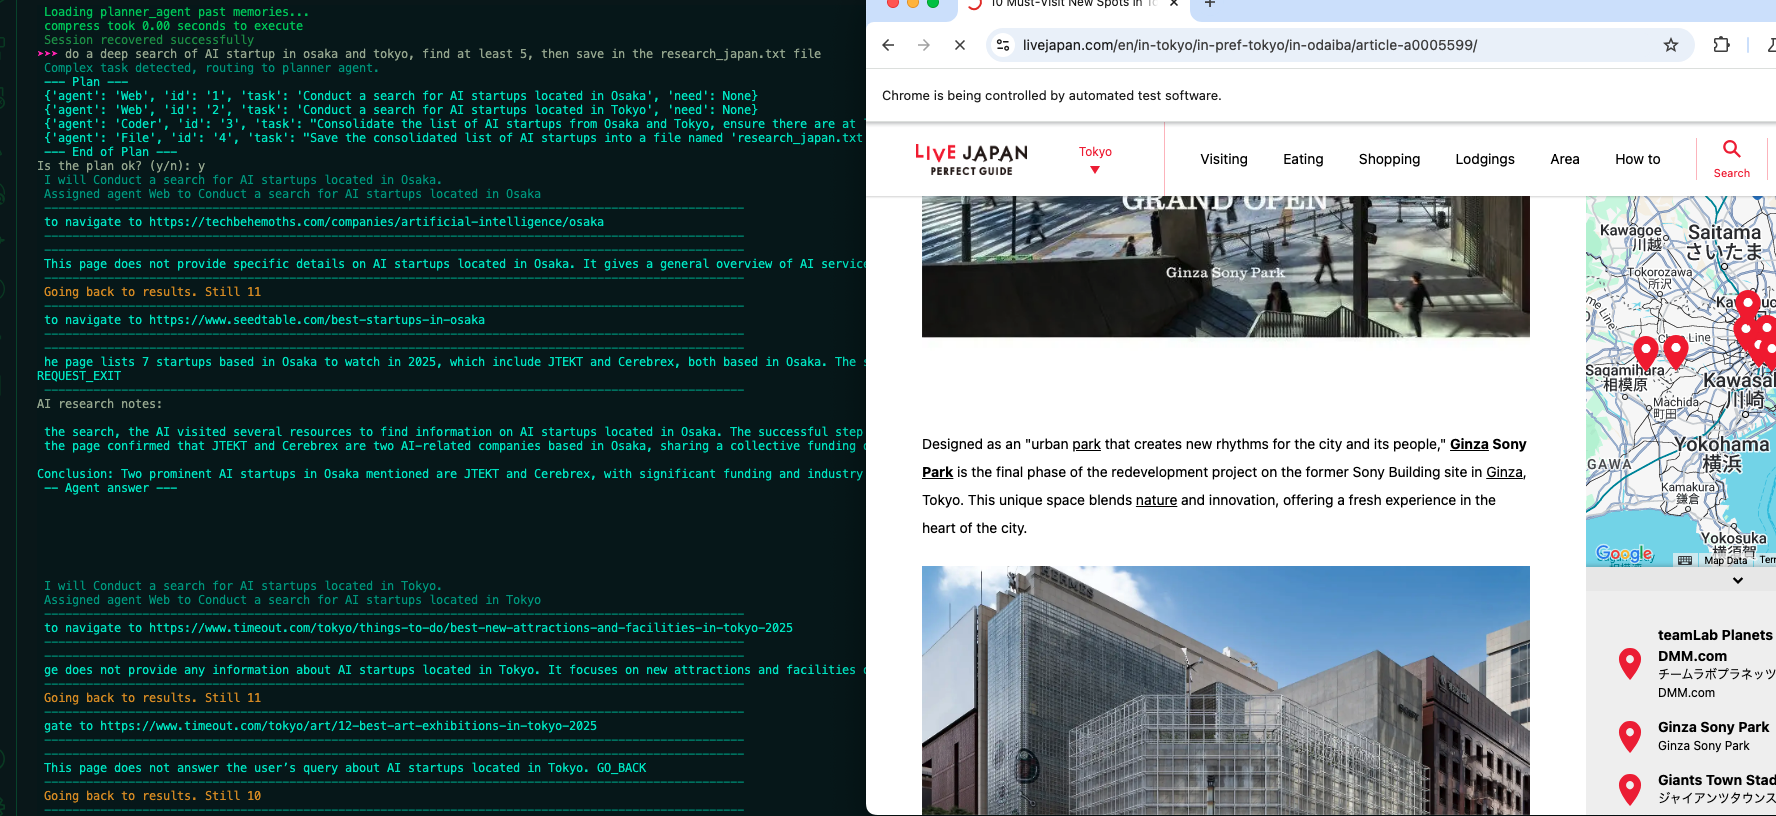 Loading planner_agent past memories...
compress took 0.00 seconds to execute
Session recovered successfully
➤➤➤ do a deep search of AI startup in osaka and tokyo, find at least 5, then save in the research_japan.txt file
Complex task detected, routing to planner agent.
--- Plan ---
{'agent': 'Web', 'id': '1', 'task': 'Conduct a search for AI startups located in Osaka', 'need': None}
{'agent': 'Web', 'id': '2', 'task': 'Conduct a search for AI startups located in Tokyo', 'need': None}
{'agent': 'Coder', 'id': '3', 'task': "Consolidate the list of AI startups from Osaka and Tokyo, ensure there are at
{'agent': 'File', 'id': '4', 'task': "Save the consolidated list of AI startups into a file named 'research_japan.txt
--- End of Plan ---
Is the plan ok? (y/n): y
I will Conduct a search for AI startups located in Osaka.
Assigned agent Web to Conduct a search for AI startups located in Osaka
to navigate to https://techbehemoths.com/companies/artificial-intelligence/osaka
This page does not provide specific details on AI startups located in Osaka. It gives a general overview of AI service
Going back to results. Still 11
to navigate to https://www.seedtable.com/best-startups-in-osaka
he page lists 7 startups based in Osaka to watch in 2025, which include JTEKT and Cerebrex, both based in Osaka. The
REQUEST_EXIT
AI research notes:
the search, the AI visited several resources to find information on AI startups located in Osaka. The successful step
the page confirmed that JTEKT and Cerebrex are two AI-related companies based in Osaka, sharing a collective funding
Conclusion: Two prominent AI startups in Osaka mentioned are JTEKT and Cerebrex, with significant funding and industry
-- Agent answer ---
I will Conduct a search for AI startups located in Tokyo.
Assigned agent Web to Conduct a search for AI startups located in Tokyo
to navigate to https://www.timeout.com/tokyo/things-to-do/best-new-attractions-and-facilities-in-tokyo-2025
ge does not provide any information about AI startups located in Tokyo. It focuses on new attractions and facilities
Going back to results. Still 11
gate to https://www.timeout.com/tokyo/art/12-best-art-exhibitions-in-tokyo-2025
This page does not answer the user's query about AI startups located in Tokyo. GO_BACK
Going back to results. Still 10
10 Must-Visit New Spots in To
livejapan.com/en/in-tokyo/in-pref-tokyo/in-odaiba/article-a0005599/
Chrome is being controlled by automated test software.
LIVE JAPAN
PERFECT GUIDE
Tokyo
Visiting
Eating
Shopping
Lodgings
Area
How to
Search
GRAND OPEN
Ginza Sony Park
Designed as an "urban park that creates new rhythms for the city and its people," Ginza Sony
Park is the final phase of the redevelopment project on the former Sony Building site in Ginza,
Tokyo. This unique space blends nature and innovation, offering a fresh experience in the
heart of the city.
Kawagoe
川越
Saitama
さいたま
Tokorozawa
所沢
Line
Sagamihara
相模原
Kawasa
川崎
Machida
町田
Yokohama
横浜
GAWA
Kamakura
鎌倉
Yokosuka
横須賀
Google
Map Data
Terr
teamLab Planets
DMM.com
チームラボプラネッツ
DMM.com
Ginza Sony Park
Ginza Sony Park
Giants Town Stad
ジャイアンツタウンス